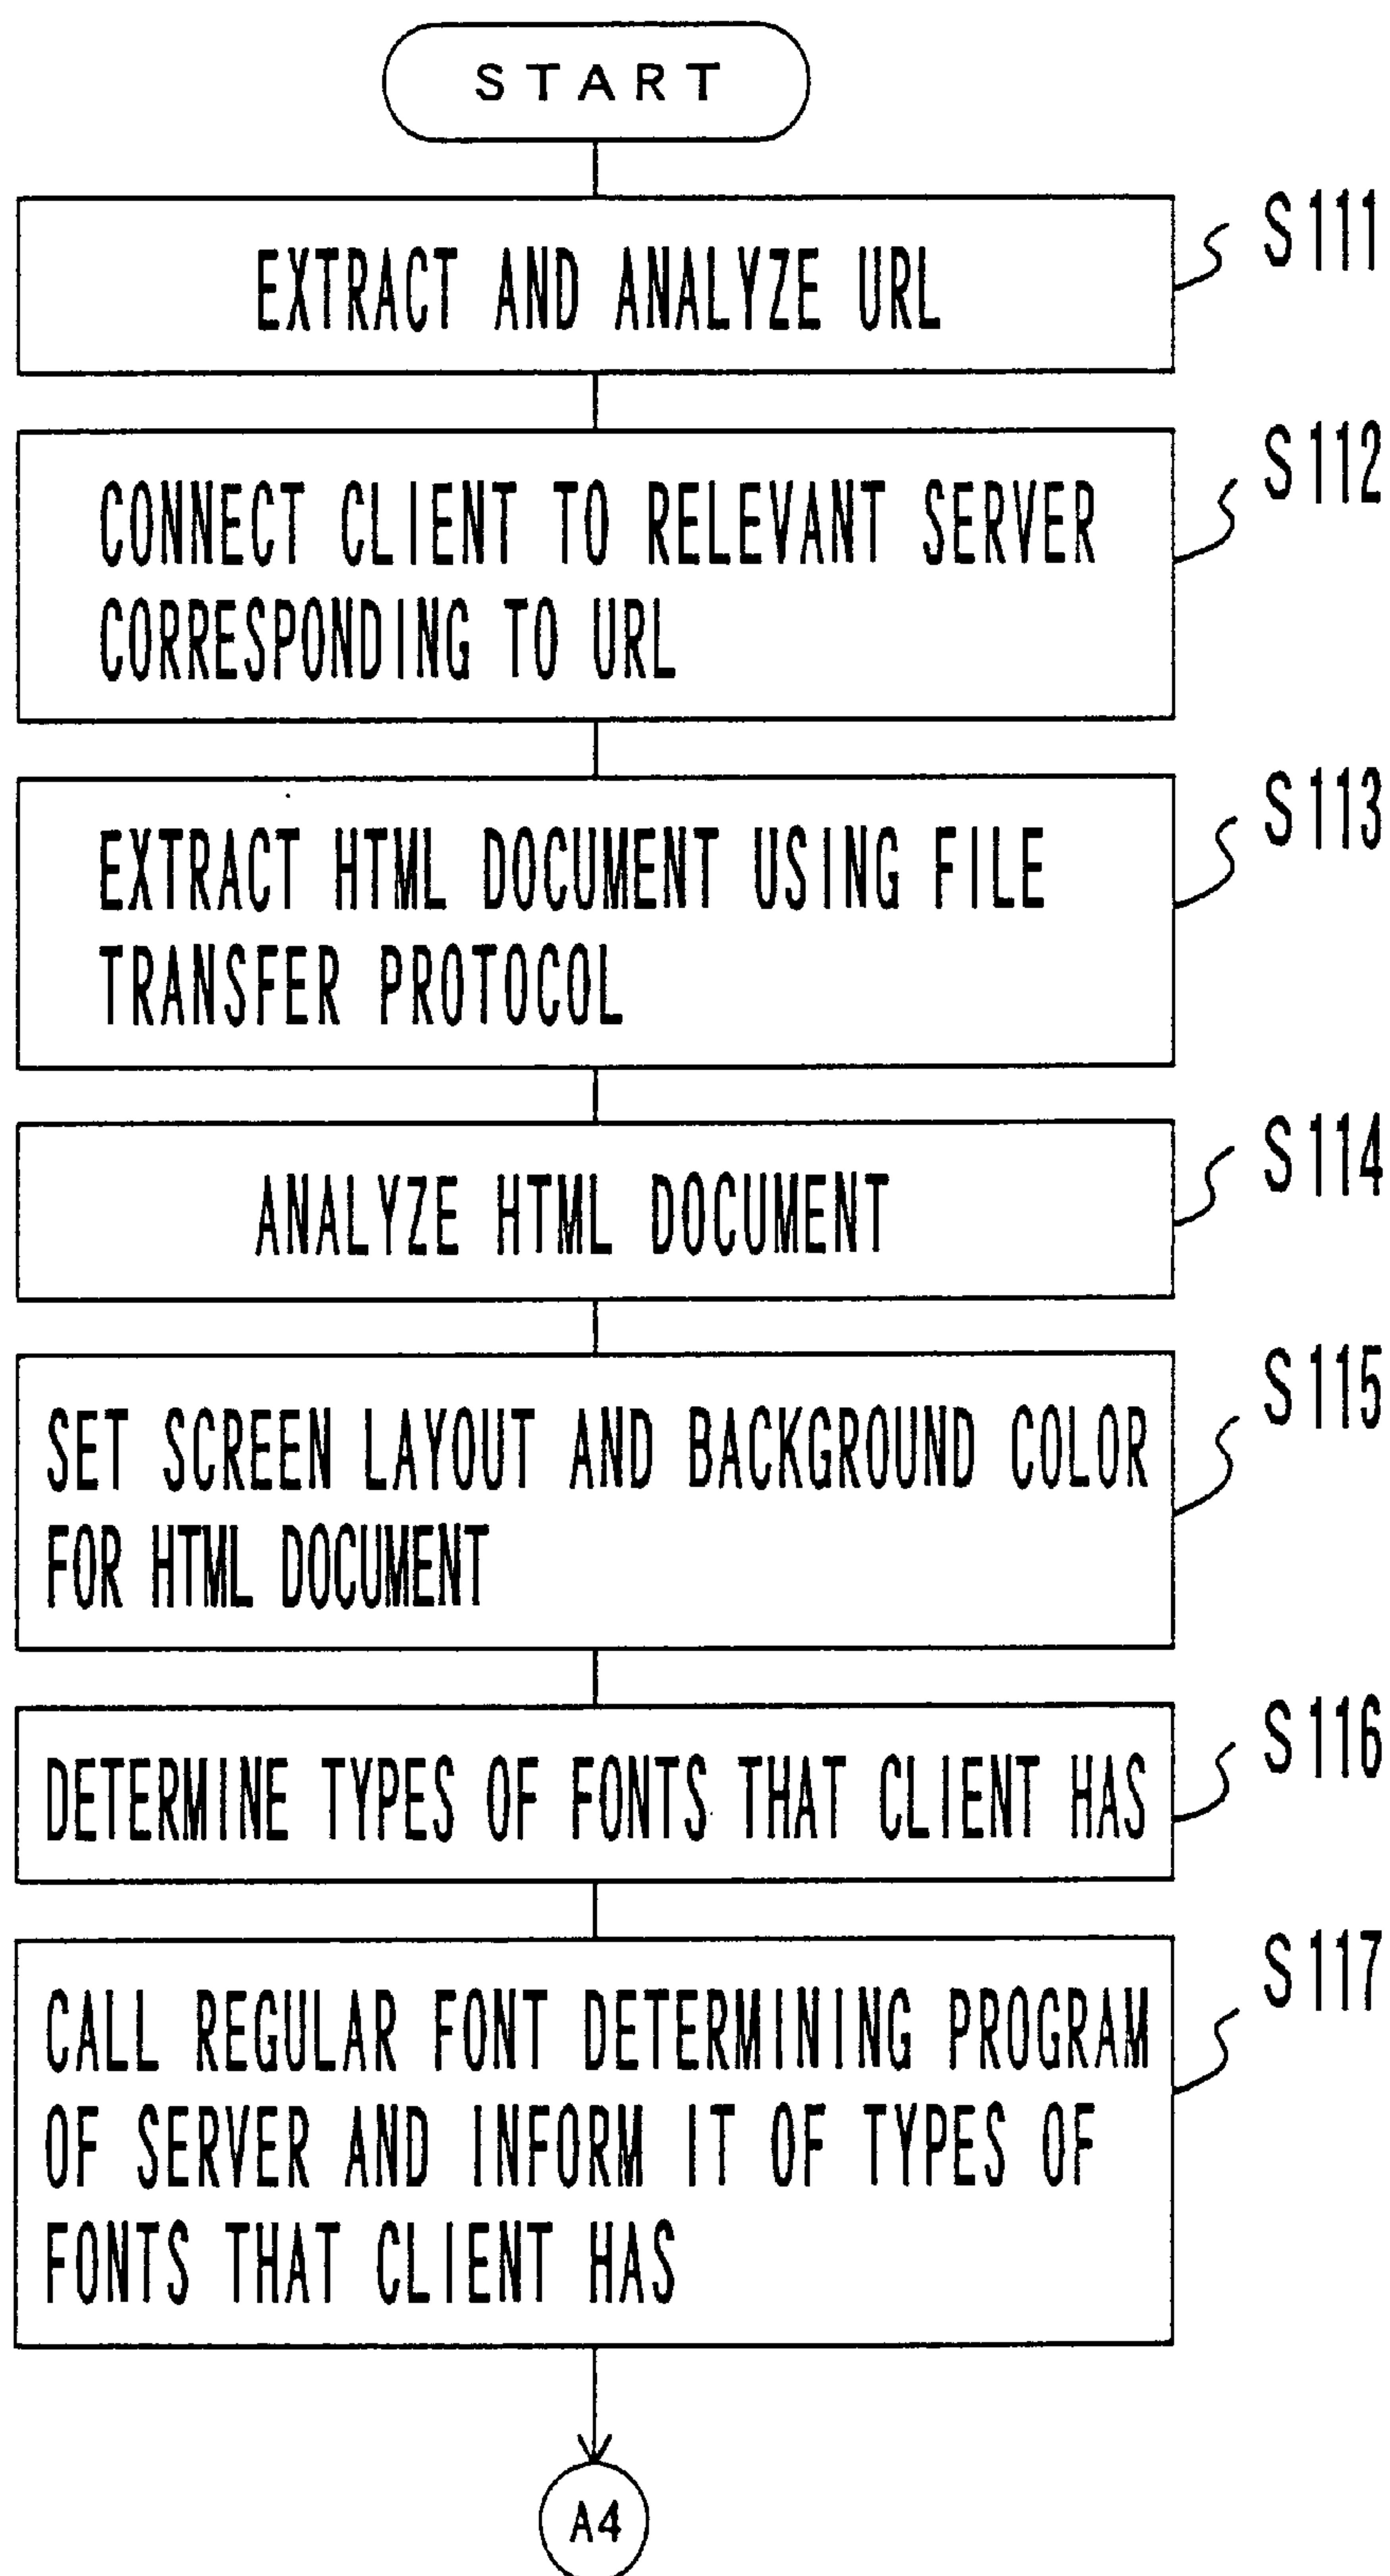 START
EXTRACT AND ANALYZE URL
S111
CONNECT CLIENT TO RELEVANT SERVER
CORRESPONDING TO URL
S112
EXTRACT HTML DOCUMENT USING FILE
TRANSFER PROTOCOL
S113
ANALYZE HTML DOCUMENT
S114
SET SCREEN LAYOUT AND BACKGROUND COLOR
FOR HTML DOCUMENT
S115
DETERMINE TYPES OF FONTS THAT CLIENT HAS
S116
CALL REGULAR FONT DETERMINING PROGRAM
OF SERVER AND INFORM IT OF TYPES OF
FONTS THAT CLIENT HAS
S117
A4